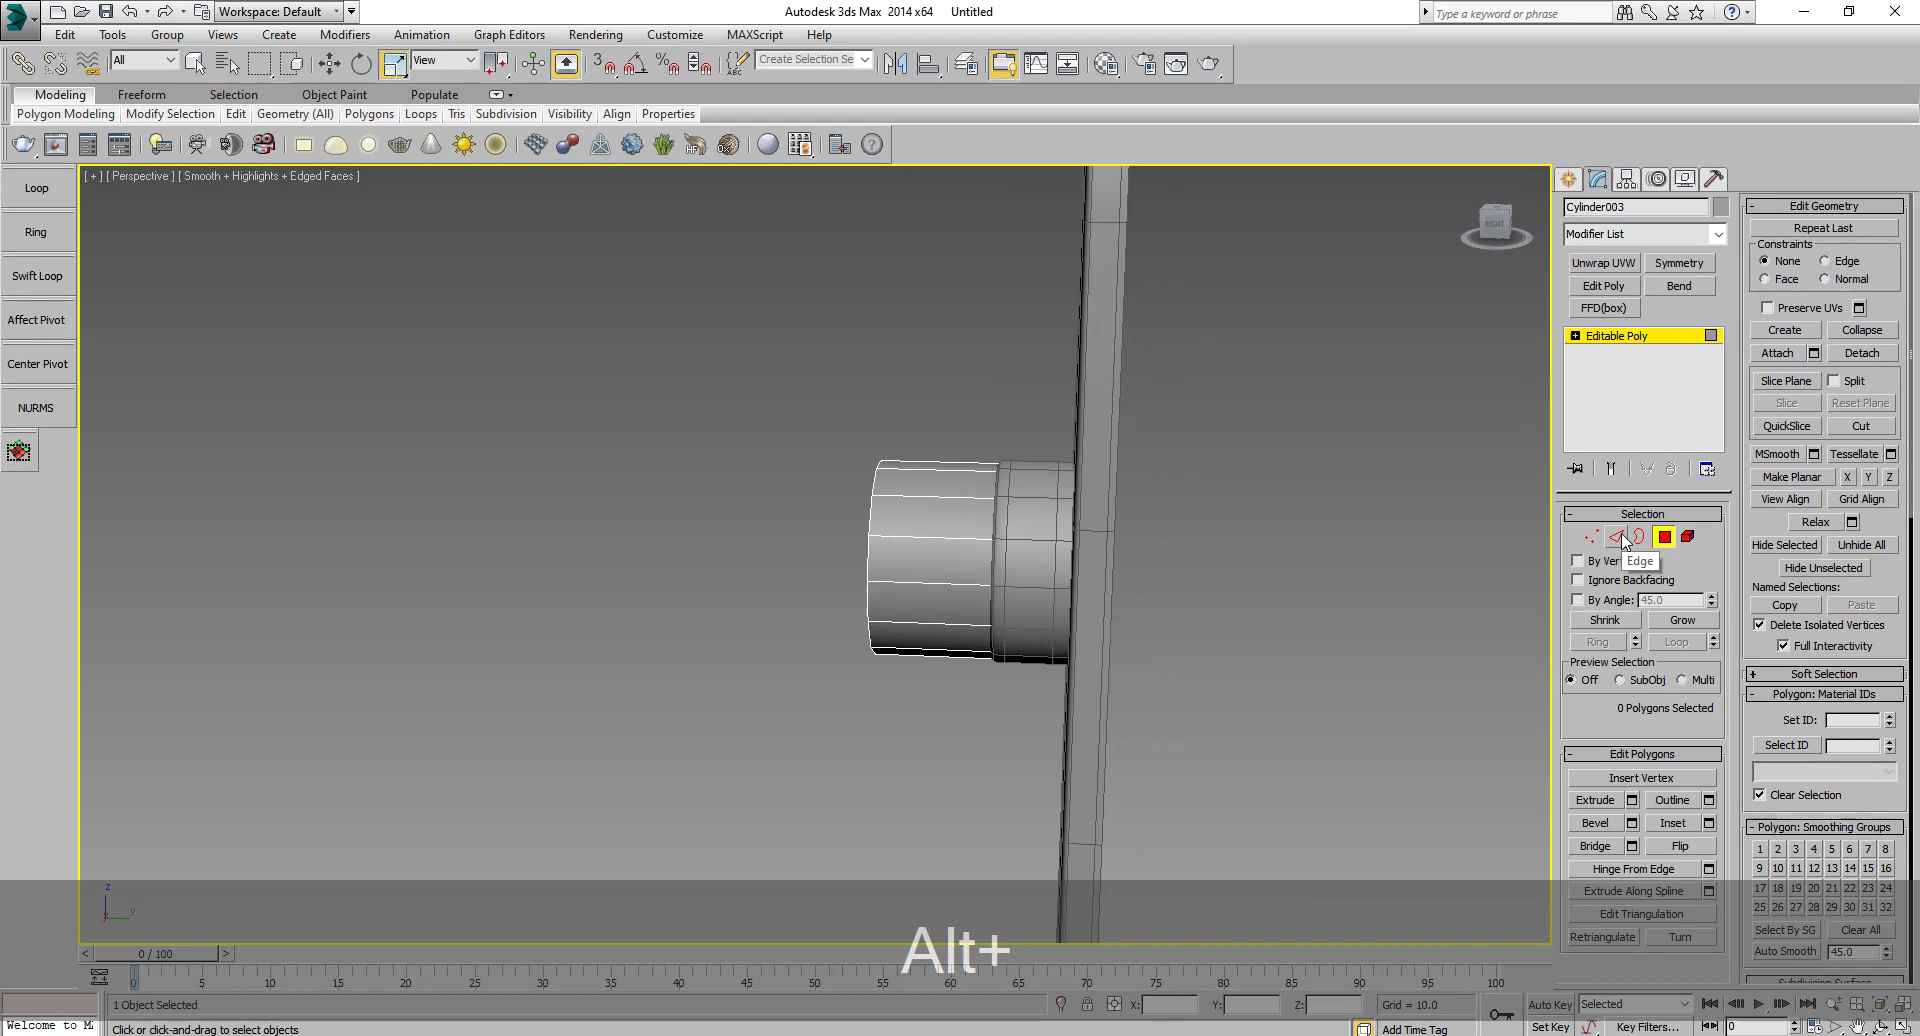 Workspace: Default
Autodesk 3ds Max 2014 x64 Untitled
Type a keyword or phrase
Edit Tools Group Views Create Modifiers Animation Graph Editors Rendering Customize MAXScript Help
All View Create Selection Se
Modeling Freeform Selection Object Paint Populate
Polygon Modeling Modify Selection Edit Geometry (All) Polygons Loops Tris Subdivision Visibility Align Properties
[ + ] [ Perspective ] [ Smooth + Highlights + Edged Faces ]
Loop
Ring
Swift Loop
Affect Pivot
Center Pivot
NURMS
RIGHT
Cylinder003
Modifier List
Unwrap UVW Symmetry
Edit Poly Bend
FFD(box)
Editable Poly
Selection
By Ver
Edge
Ignore Backfacing
By Angle: 45.0
Shrink Grow
Ring Loop
Preview Selection
Off SubObj Multi
0 Polygons Selected
Edit Polygons
Insert Vertex
Extrude Outline
Bevel Inset
Bridge Flip
Hinge From Edge
Extrude Along Spline
Edit Triangulation
Retriangulate Turn
Edit Geometry
Repeat Last
Constraints
None Edge
Face Normal
Preserve UVs
Create Collapse
Attach Detach
Slice Plane Split
Slice Reset Plane
QuickSlice Cut
MSmooth Tessellate
Make Planar X Y Z
View Align Grid Align
Relax
Hide Selected Unhide All
Hide Unselected
Named Selections:
Copy Paste
Delete Isolated Vertices
Full Interactivity
Soft Selection
Polygon: Material IDs
Set ID:
Select ID
Clear Selection
Polygon: Smoothing Groups
1 2 3 4 5 6 7 8
9 10 11 12 13 14 15 16
17 18 19 20 21 22 23 24
25 26 27 28 29 30 31 32
Select By SG Clear All
Auto Smooth 45.0
Subdivision Surface
z
y
x
Alt+
< 0 / 100 >
0 5 10 15 20 25 30 35 40 45 50 55 60 65 70 75 80 85 90 95 100
1 Object Selected X: Y: Z: Grid = 10.0 Auto Key Selected
Welcome to M Click or click-and-drag to select objects Add Time Tag Set Key Key Filters... 0